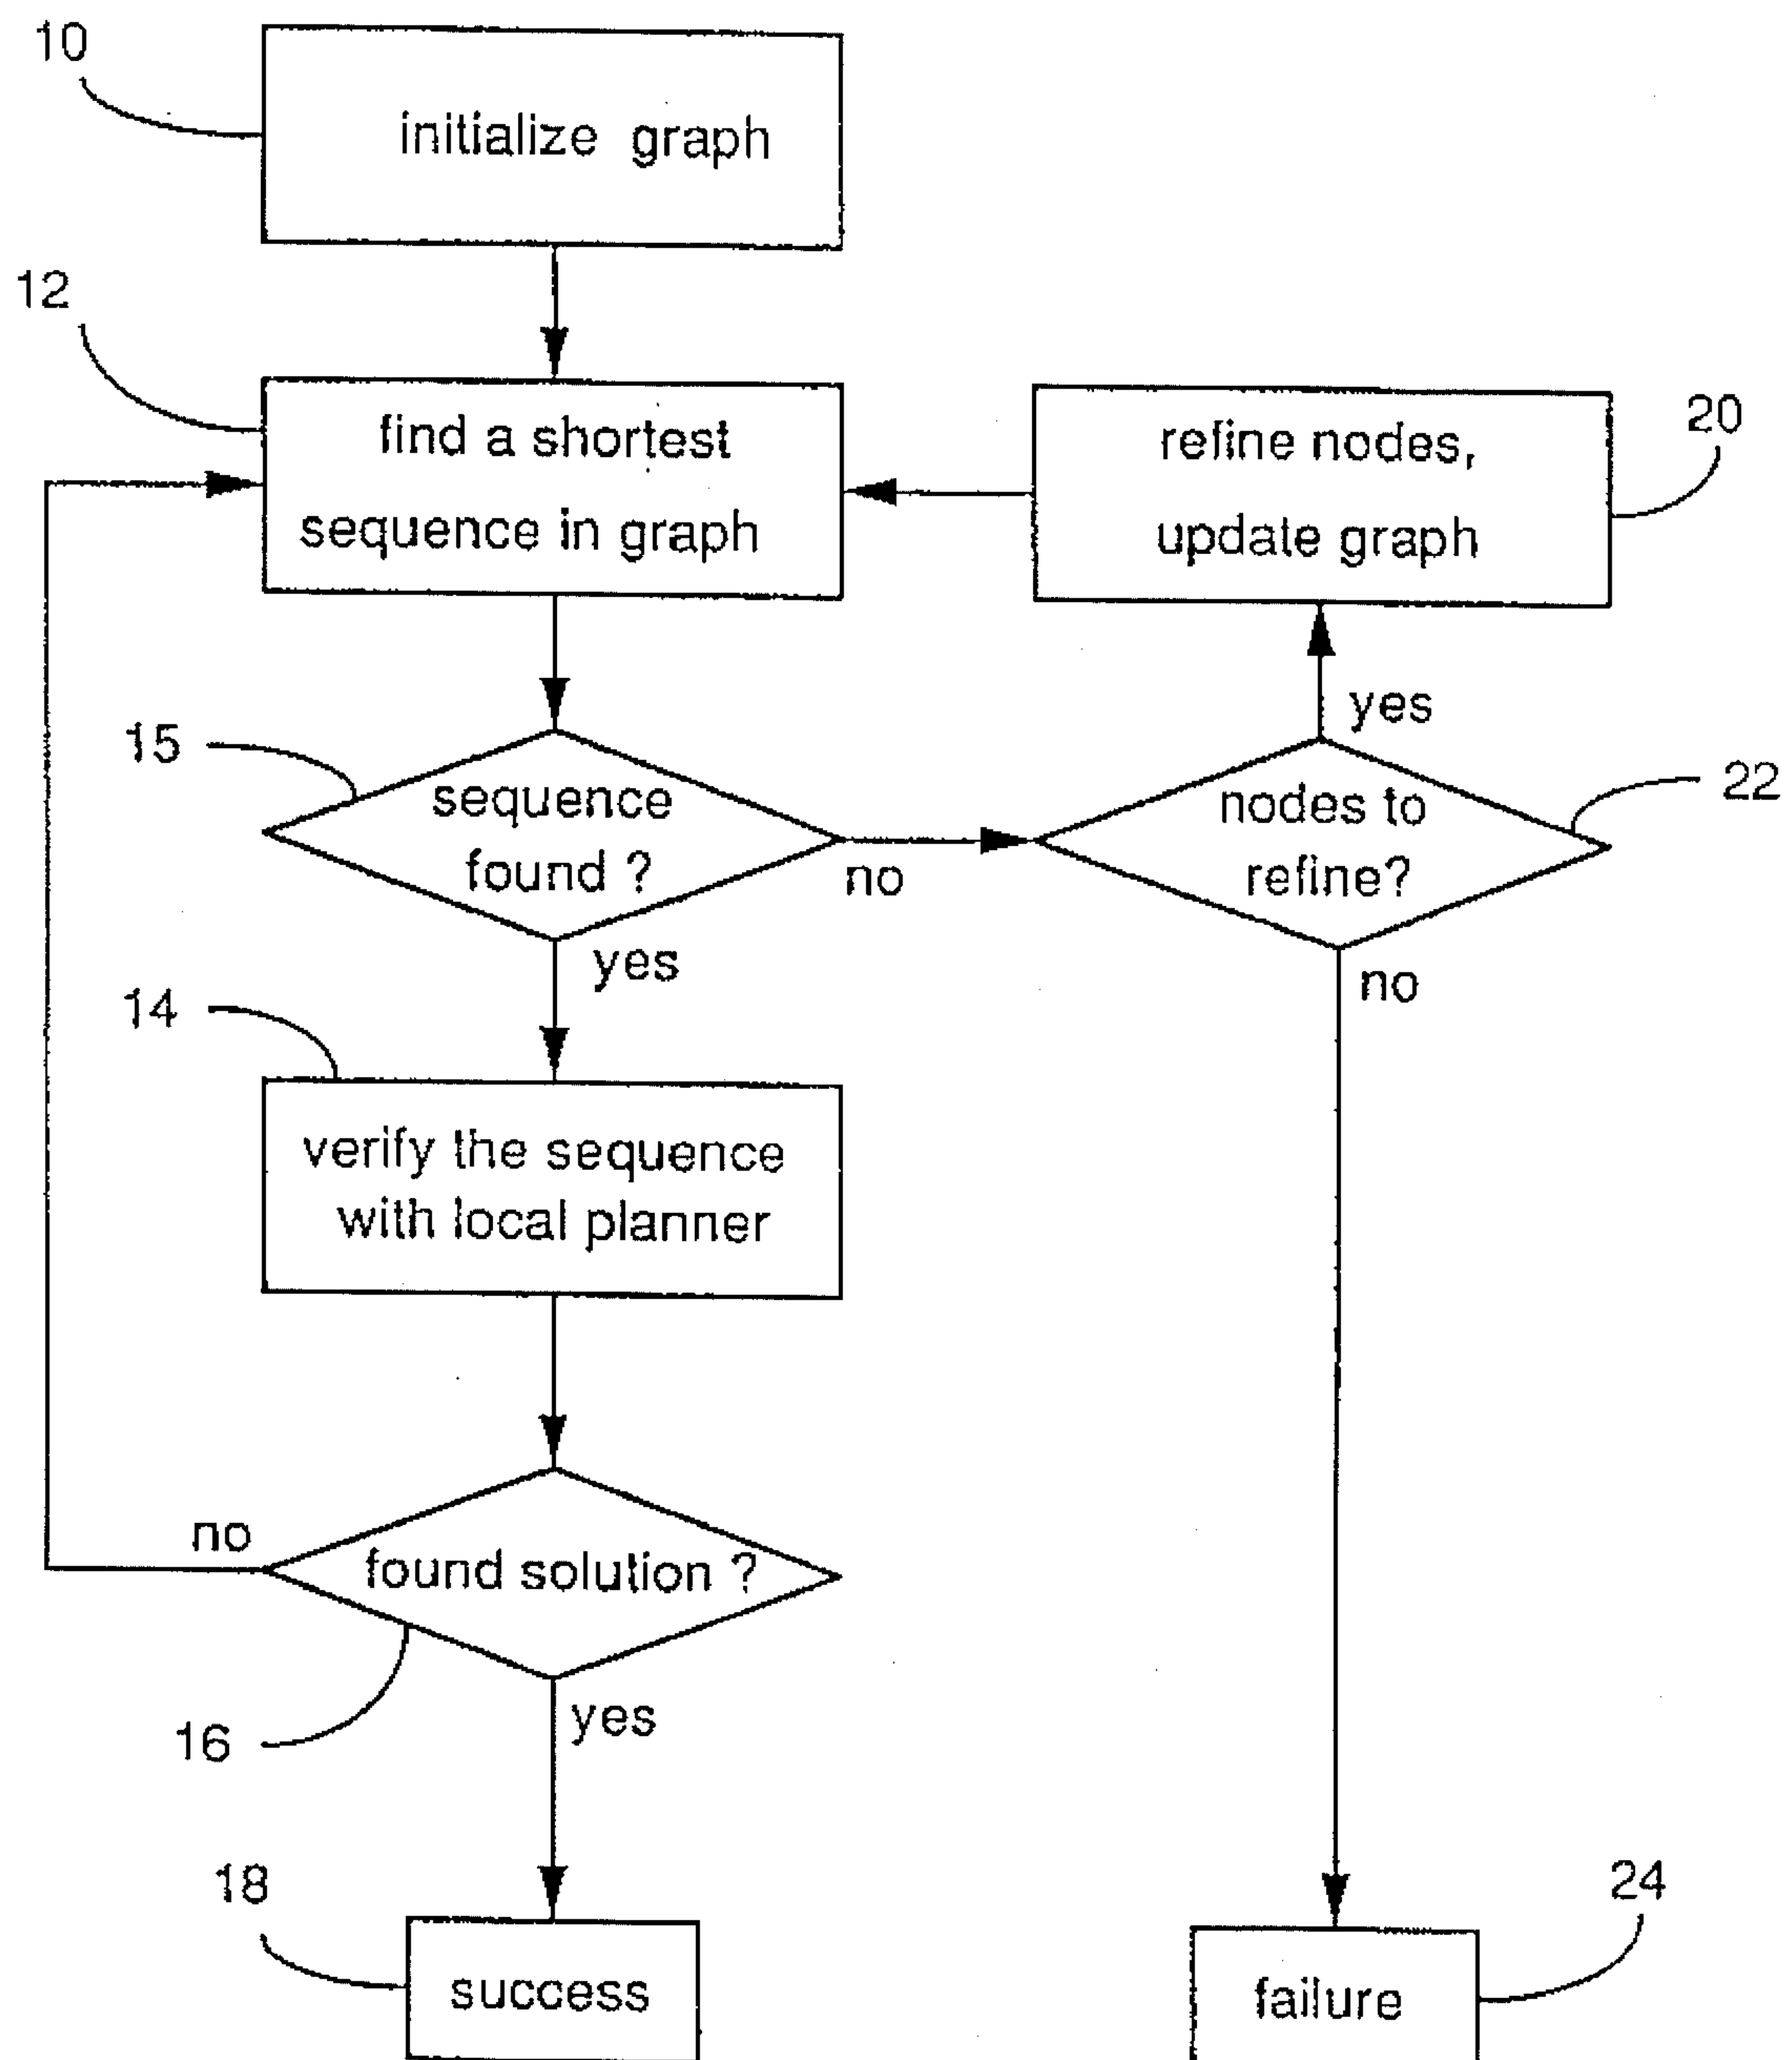 10
initialize graph
12
find a shortest
sequence in graph
refine nodes,
update graph
20
15
sequence
found ?
no
yes
nodes to
refine?
22
yes
no
14
verify the sequence
with local planner
no
found solution ?
16
yes
18
success
24
failure